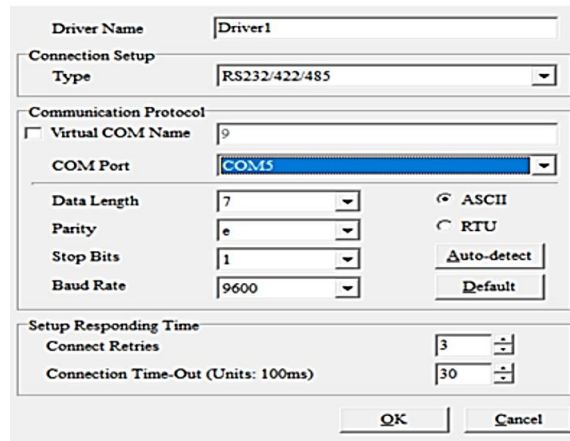 Driver Name Driver1
Connection Setup
Type RS232/422/485
Communication Protocol
Virtual COM Name 9
COM Port COM5
Data Length 7 ASCII
Parity e RTU
Stop Bits 1 Auto-detect
Baud Rate 9600 Default
Setup Responding Time
Connect Retries 3
Connection Time-Out (Units: 100ms) 30
OK Cancel